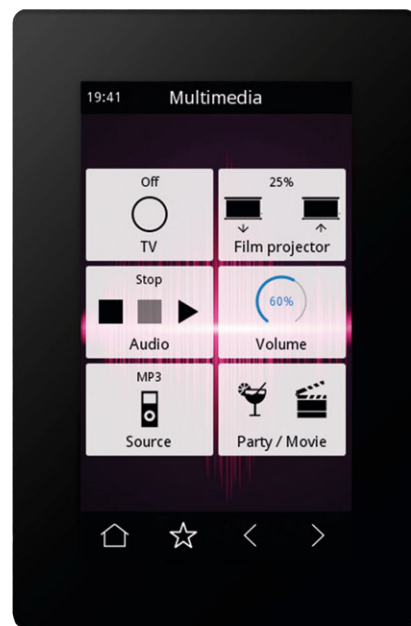 19:41 Multimedia
Off
TV
25%
Film projector
Stop
Audio
60%
Volume
MP3
Source
Party / Movie